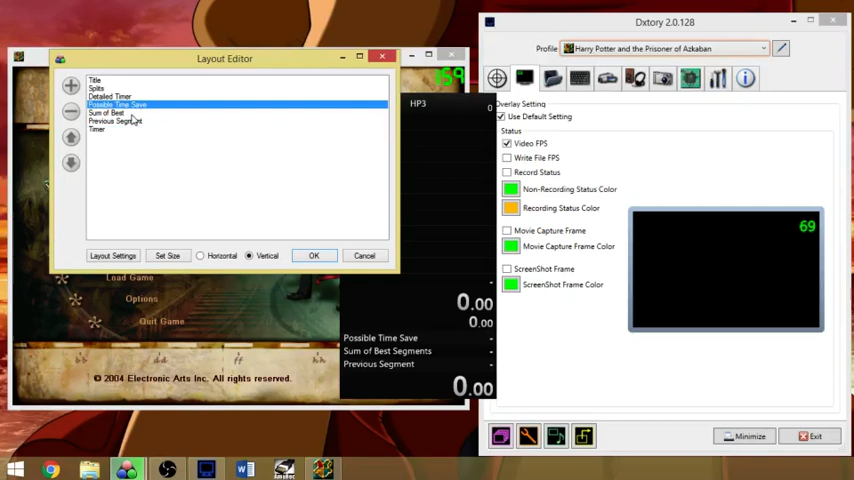 Layout Editor
Title
Splits
Detailed Timer
Possible Time Save
Sum of Best
Previous Segment
Timer
Layout Settings
Set Size
Horizontal
Vertical
OK
Cancel
159
HP3
0
-
0.00
0.00
Possible Time Save -
Sum of Best Segments -
Previous Segment -
0.00
Load Game
Options
Quit Game
© 2004 Electronic Arts Inc. All rights reserved.
Dxtory 2.0.128
Profile
Harry Potter and the Prisoner of Azkaban
Overlay Setting
Use Default Setting
Status
Video FPS
Write File FPS
Record Status
Non-Recording Status Color
Recording Status Color
Movie Capture Frame
Movie Capture Frame Color
ScreenShot Frame
ScreenShot Frame Color
69
Minimize
Exit